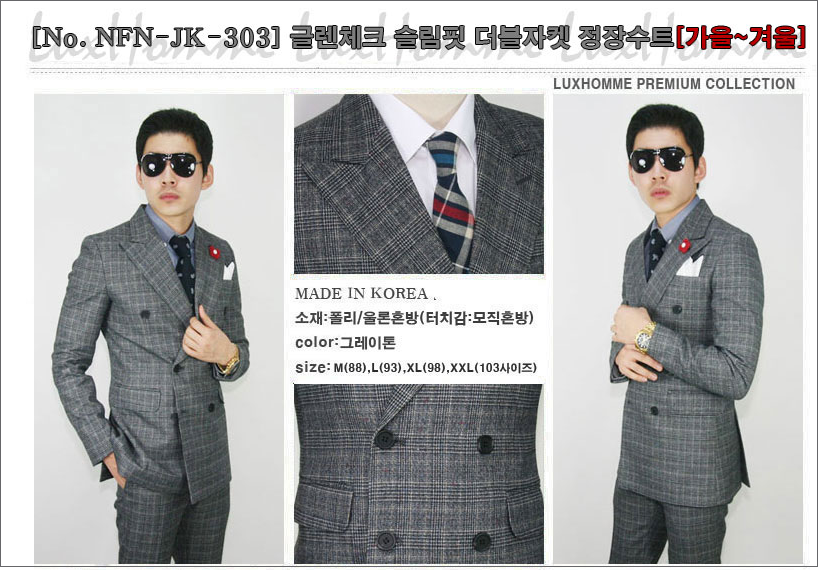 [No. NFN-JK-303] 글렌체크 슬림핏 더블자켓 정장수트[가을~겨울]
LuxHomme LuxHomme LuxHomme
LUXHOMME PREMIUM COLLECTION
MADE IN KOREA .
소재:폴리/울론혼방(터치감:모직혼방)
color:그레이톤
size: M(88),L(93),XL(98),XXL(103사이즈)